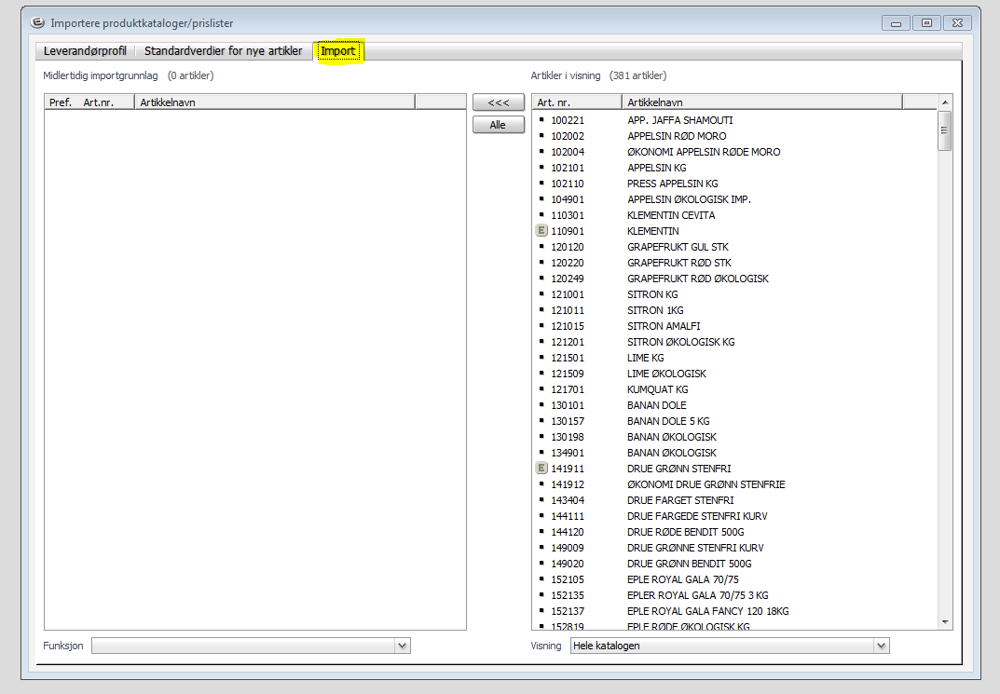 Importere produktkataloger/prislister
Leverandørprofil Standardverdier for nye artikler Import
Midlertidig importgrunnlag (0 artikler)
Pref. Art.nr. Artikkelnavn
<<<
Alle
Artikler i visning (381 artikler)
Art. nr. Artikkelnavn
100221 APP. JAFFA SHAMOUTI
102002 APPELSIN RØD MORO
102004 ØKONOMI APPELSIN RØDE MORO
102101 APPELSIN KG
102110 PRESS APPELSIN KG
104901 APPELSIN ØKOLOGISK IMP.
110301 KLEMENTIN CEVITA
E 110901 KLEMENTIN
120120 GRAPEFRUKT GUL STK
120220 GRAPEFRUKT RØD STK
120249 GRAPEFRUKT RØD ØKOLOGISK
121001 SITRON KG
121011 SITRON 1KG
121015 SITRON AMALFI
121201 SITRON ØKOLOGISK KG
121501 LIME KG
121509 LIME ØKOLOGISK
121701 KUMQUAT KG
130101 BANAN DOLE
130157 BANAN DOLE 5 KG
130198 BANAN ØKOLOGISK
134901 BANAN ØKOLOGISK
E 141911 DRUE GRØNN STENFRI
141912 ØKONOMI DRUE GRØNN STENFRIE
143404 DRUE FARGET STENFRI
144111 DRUE FARGEDE STENFRI KURV
144120 DRUE RØDE BENDIT 500G
149009 DRUE GRØNNE STENFRI KURV
149020 DRUE GRØNN BENDIT 500G
152105 EPLE ROYAL GALA 70/75
152135 EPLER ROYAL GALA 70/75 3 KG
152137 EPLE ROYAL GALA FANCY 120 18KG
152819 EPLE RØDE ØKOLOGISK KG
Funksjon
Visning Hele katalogen